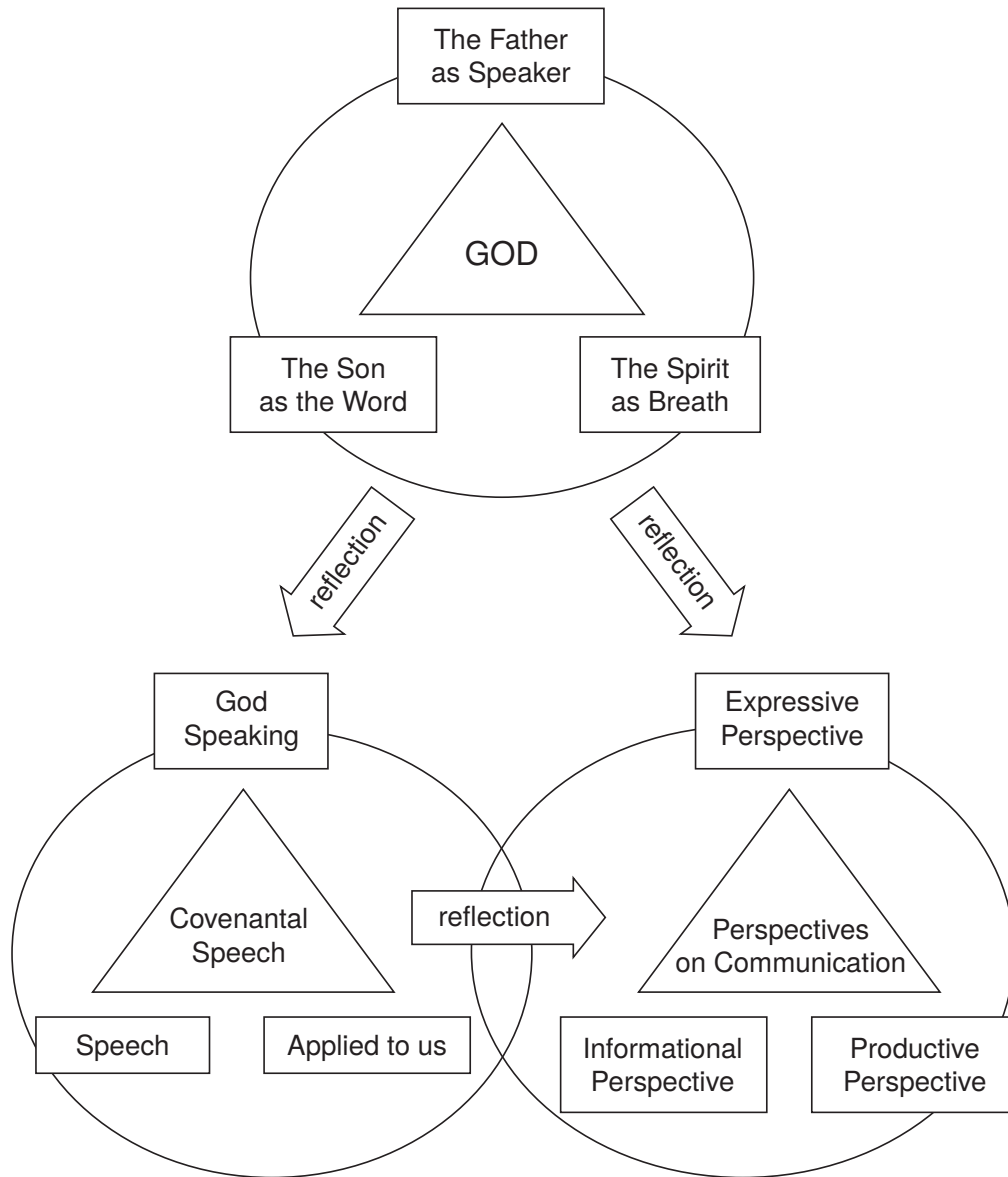 The Father
as Speaker
GOD
The Son
as the Word
The Spirit
as Breath
reflection
reflection
God
Speaking
Expressive
Perspective
Covenantal
Speech
reflection
Perspectives
on Communication
Speech
Applied to us
Informational
Perspective
Productive
Perspective